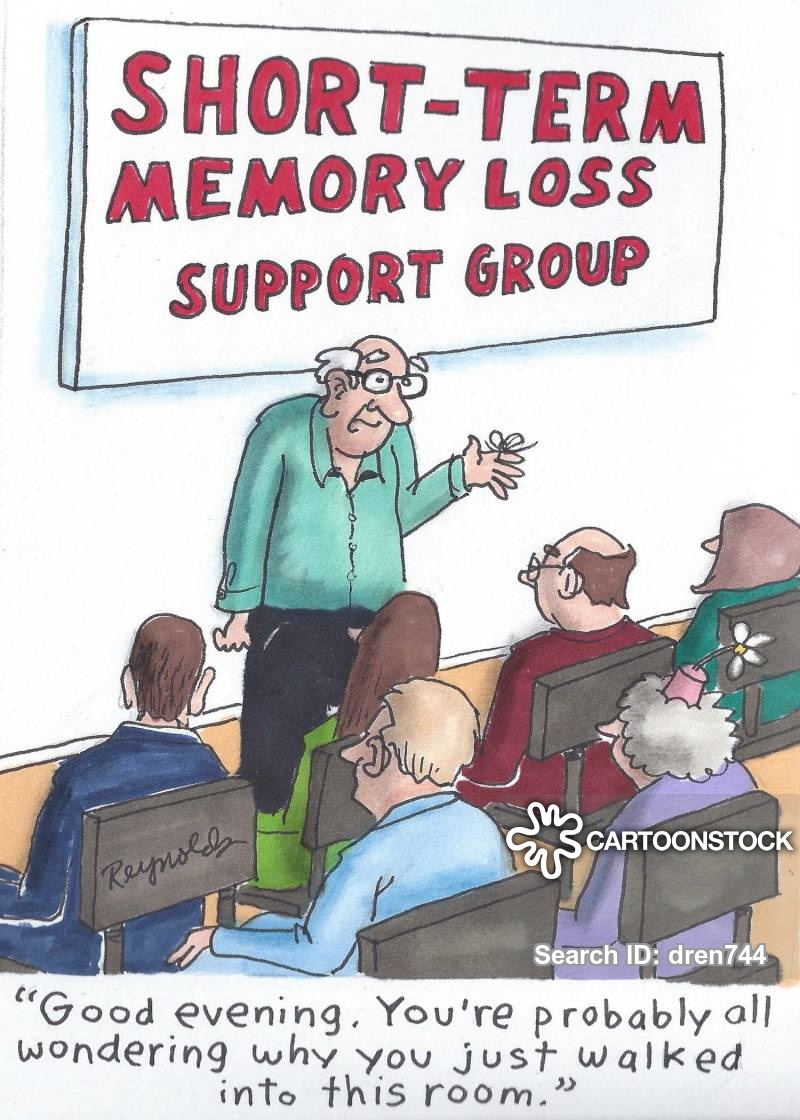 SHORT-TERM
MEMORY LOSS
SUPPORT GROUP
Reynolds
CARTOONSTOCK
Search ID: dren744
“Good evening. You're probably all
wondering why you just walked
into this room.”